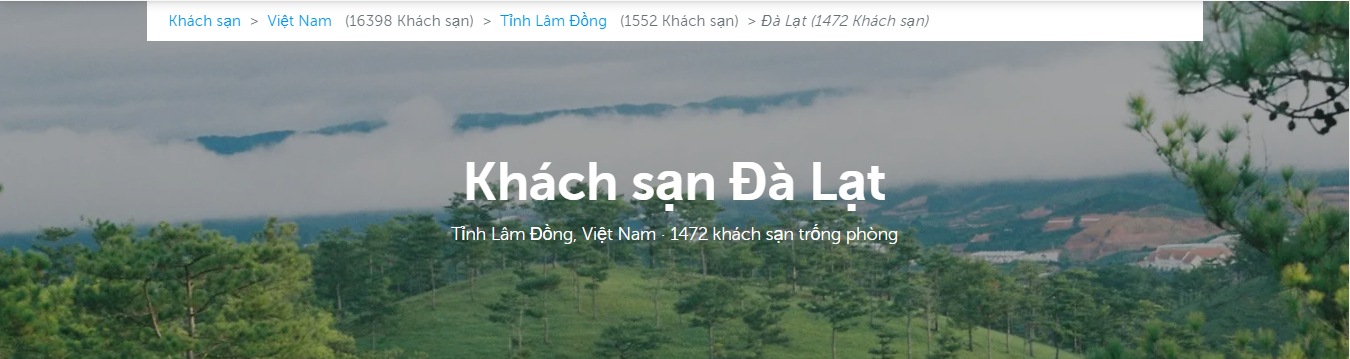 Khách sạn > Việt Nam (16398 Khách sạn) > Tỉnh Lâm Đồng (1552 Khách sạn) > Đà Lạt (1472 Khách sạn)
Khách sạn Đà Lạt
Tỉnh Lâm Đồng, Việt Nam · 1472 khách sạn trống phòng